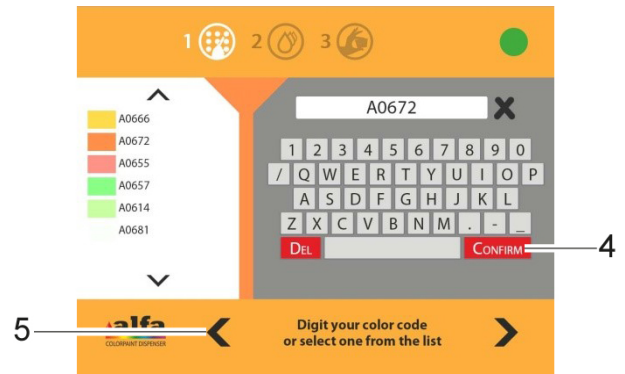 1 2 3
A0666
A0672
A0655
A0657
A0614
A0681
A0672
1 2 3 4 5 6 7 8 9 0
/ Q W E R T Y U I O P
A S D F G H J K L
Z X C V B N M . - _
DEL CONFIRM
4
5
alfa
COLORPAINT DISPENSER
Digit your color code
or select one from the list